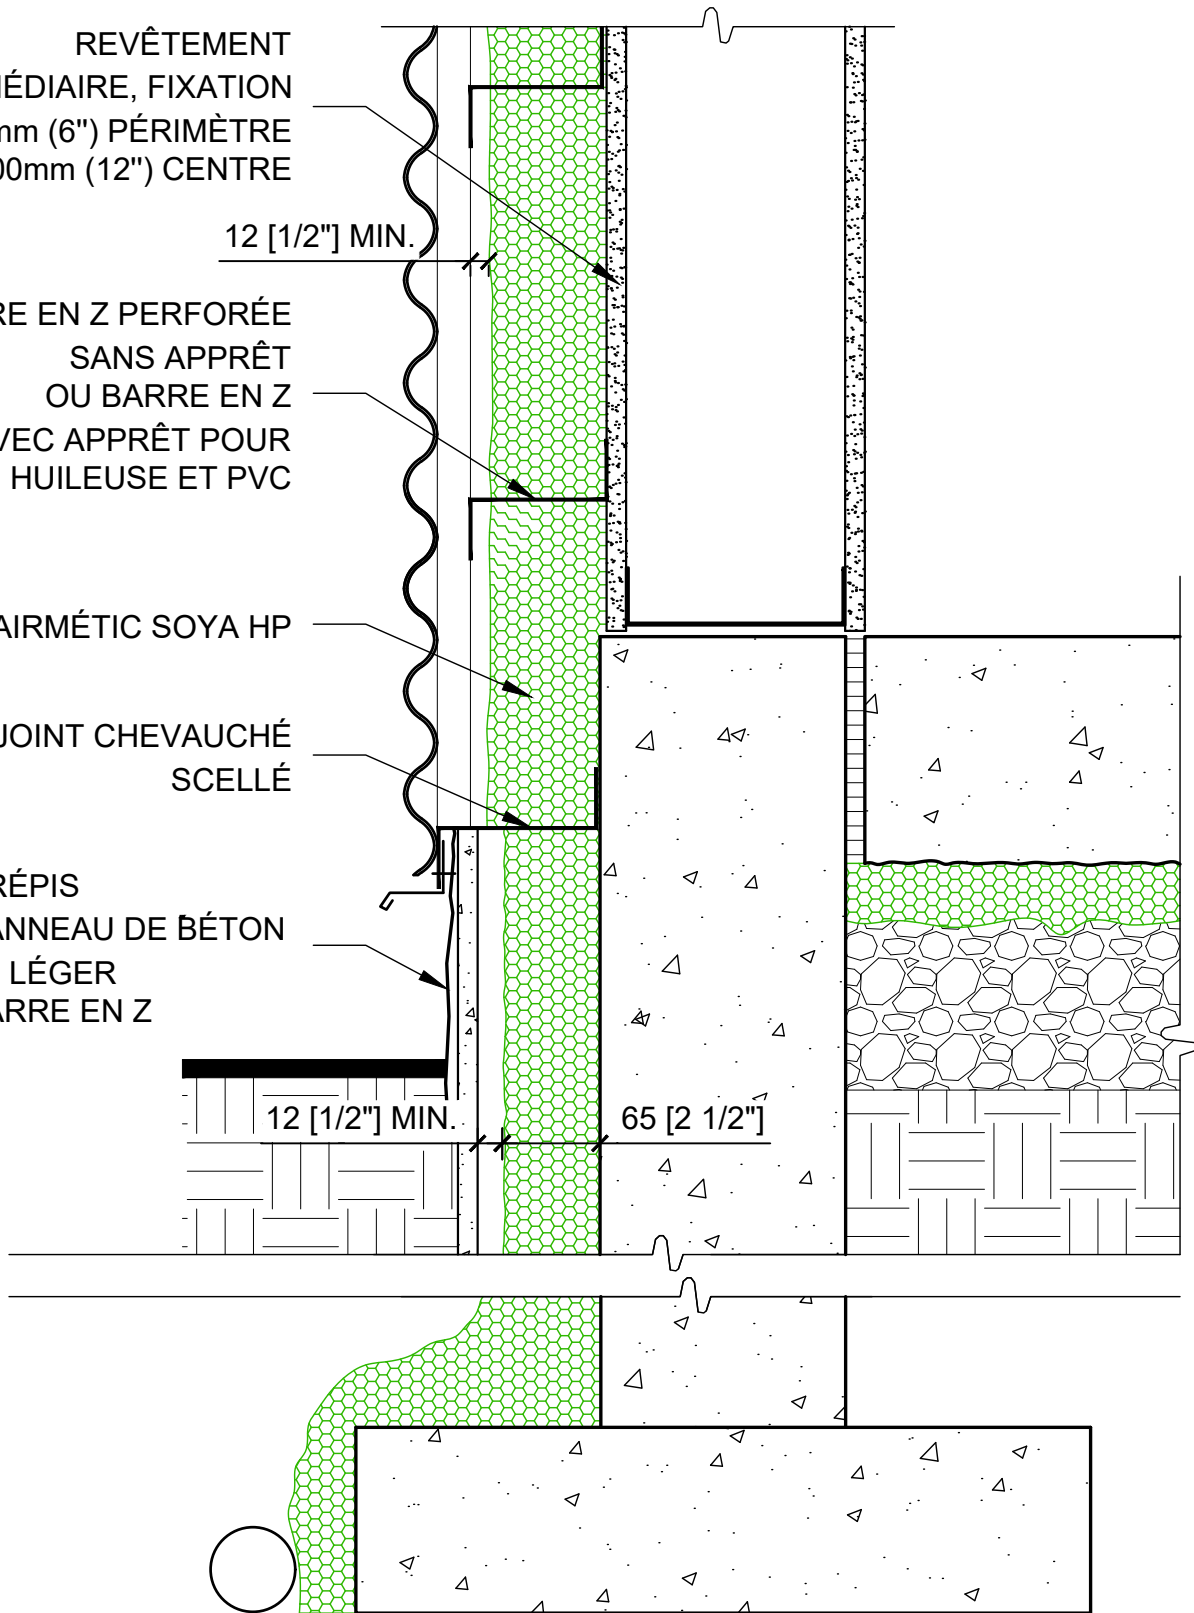 REVÊTEMENT
MÉDIAIRE, FIXATION
mm (6") PÉRIMÈTRE
00mm (12") CENTRE
12 [1/2"] MIN.
RE EN Z PERFORÉE
SANS APPRÊT
OU BARRE EN Z
VEC APPRÊT POUR
HUILEUSE ET PVC
AIRMÉTIC SOYA HP
JOINT CHEVAUCHÉ
SCELLÉ
RÉPIS
ANNEAU DE BÉTON
LÉGER
ARRE EN Z
12 [1/2"] MIN.
65 [2 1/2"]